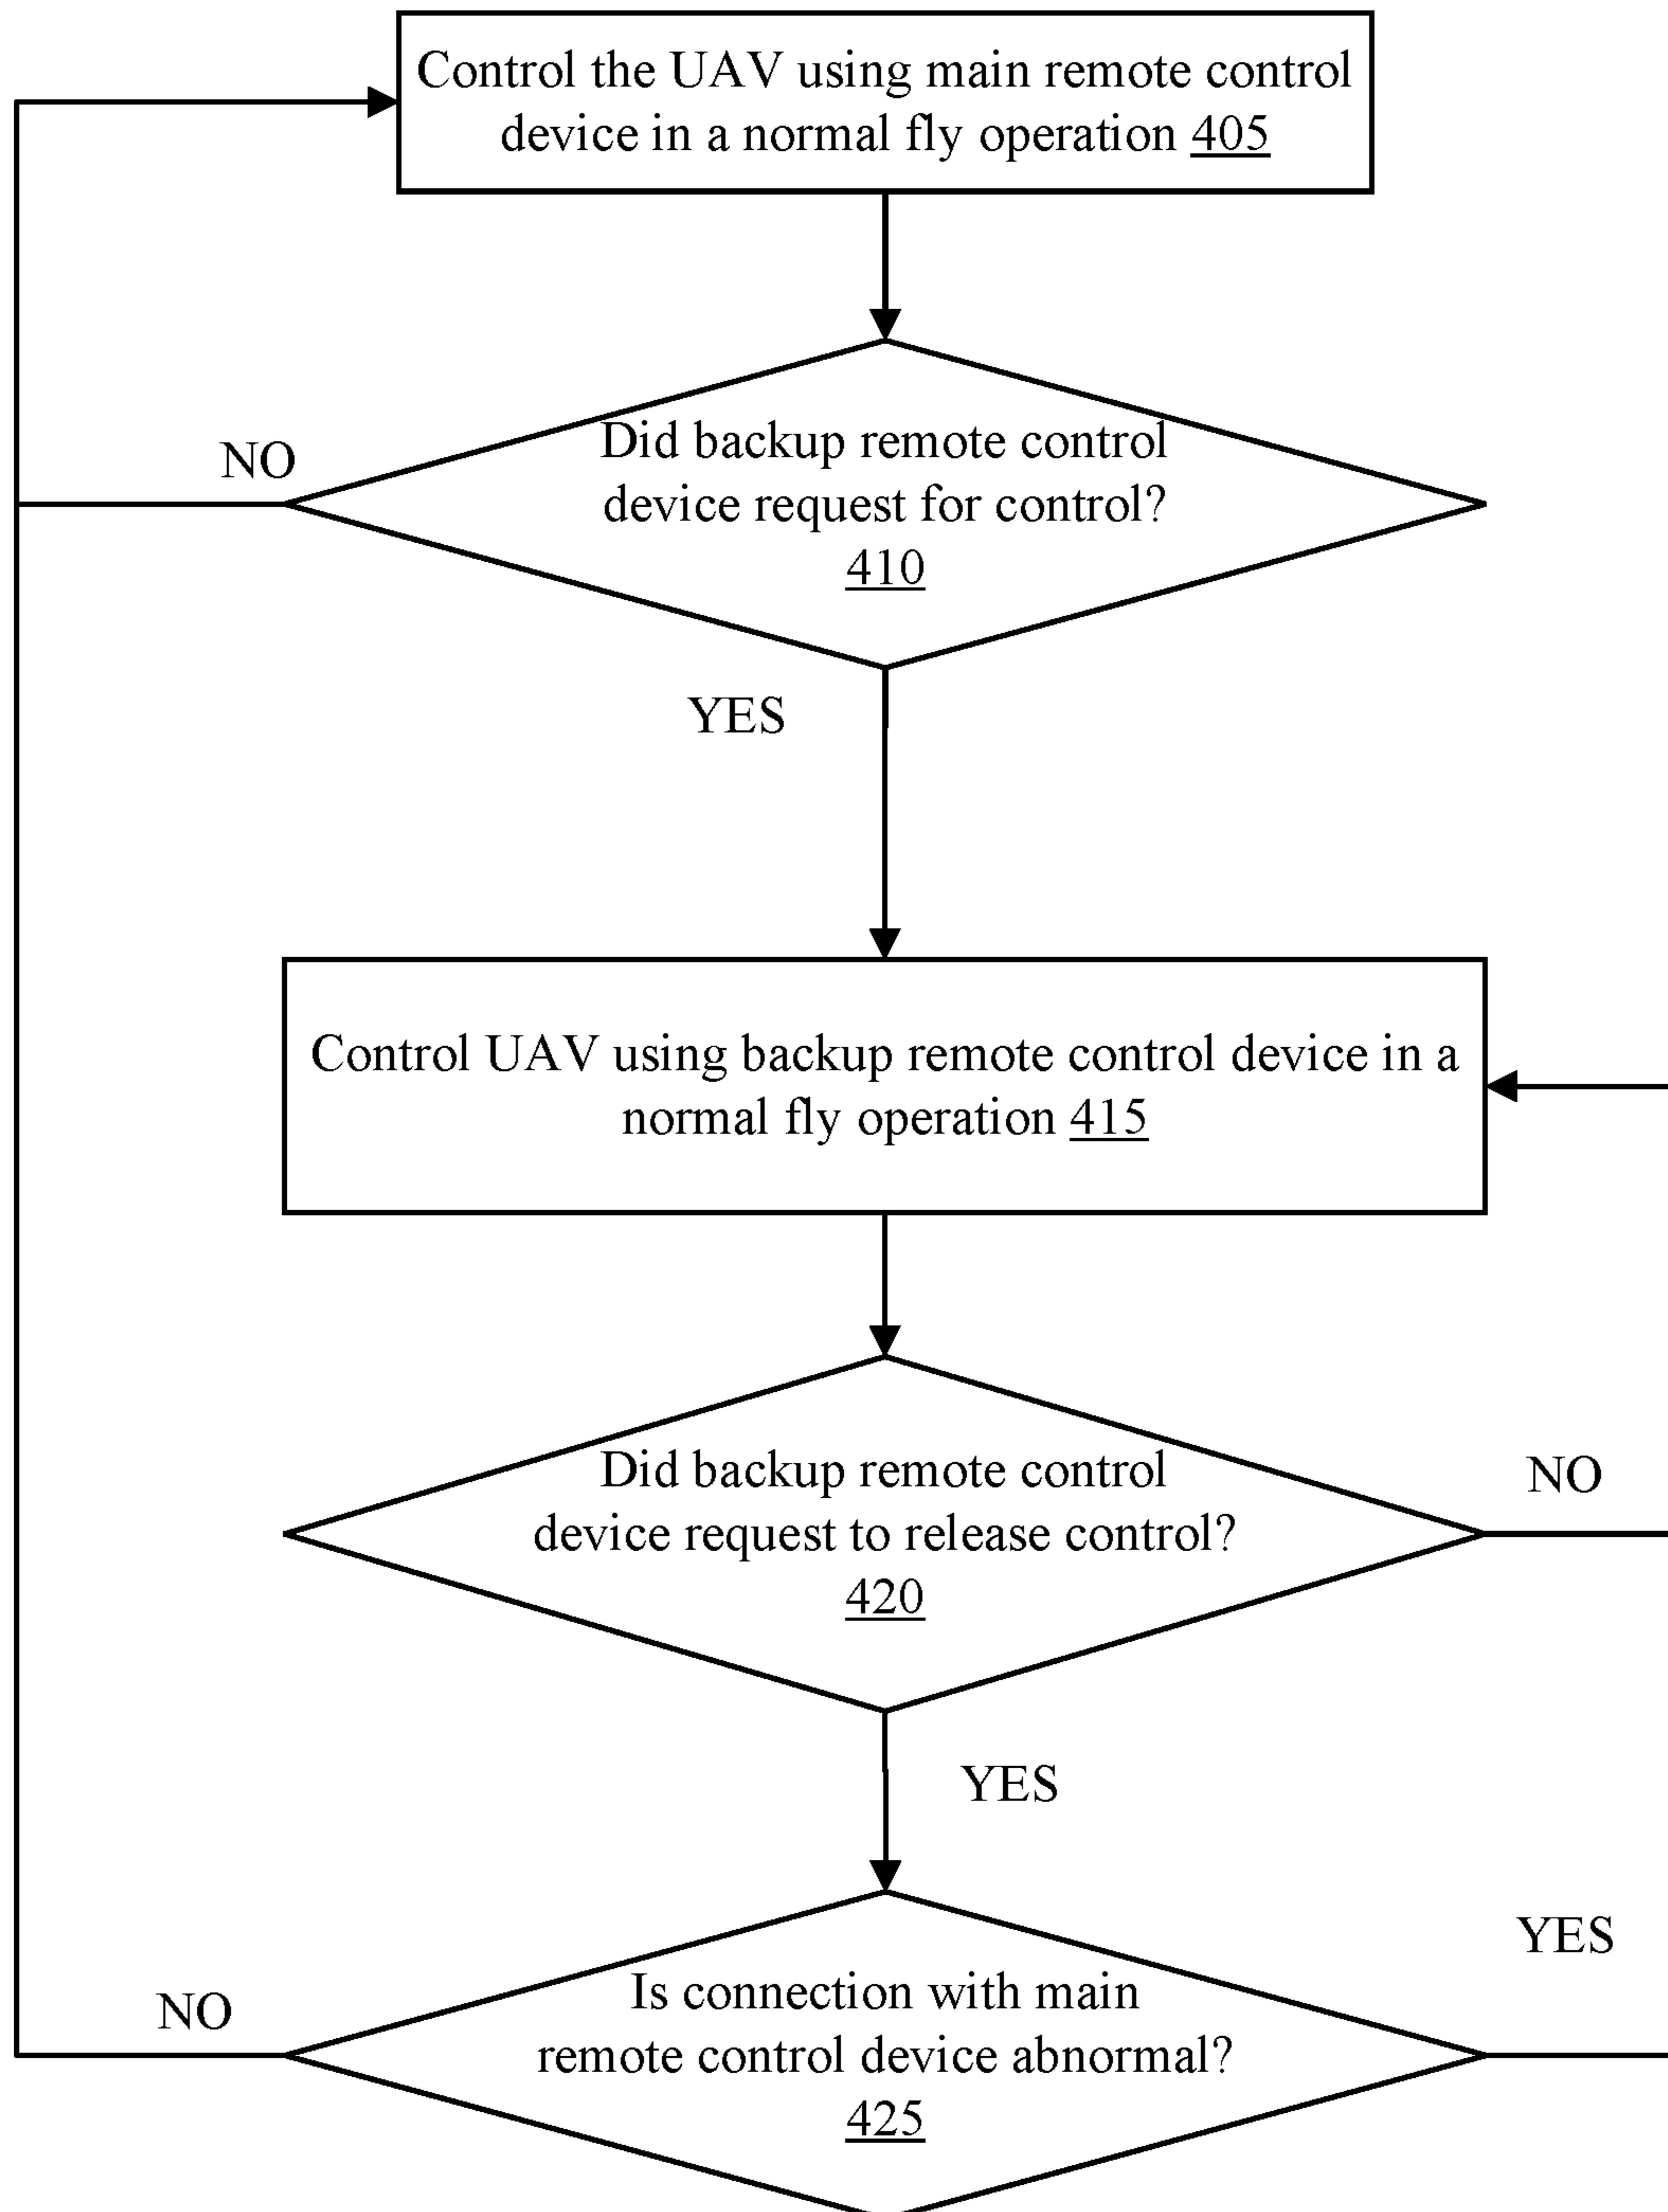 Control the UAV using main remote control
device in a normal fly operation 405
Did backup remote control
device request for control?
410
NO
YES
Control UAV using backup remote control device in a
normal fly operation 415
Did backup remote control
device request to release control?
420
NO
YES
Is connection with main
remote control device abnormal?
425
NO
YES